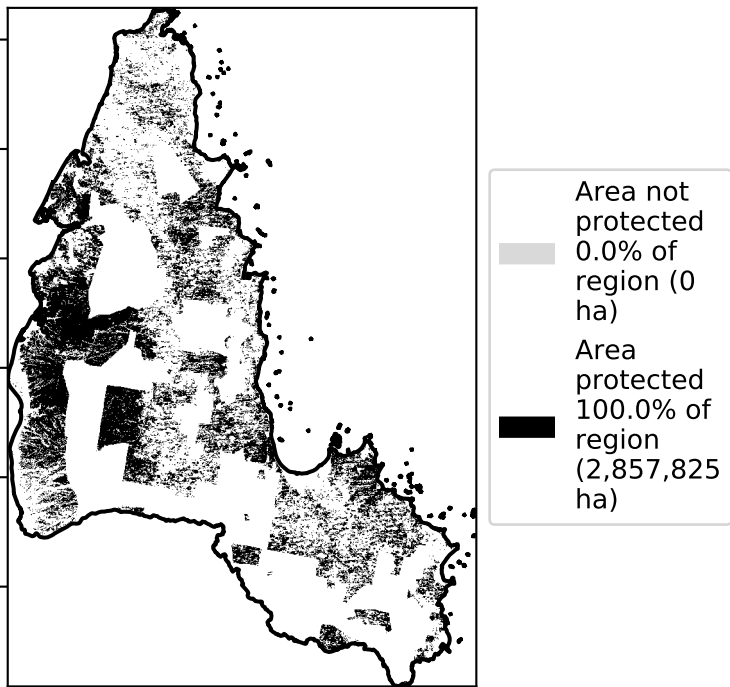 Area not
protected
0.0% of
region (0
ha)
Area
protected
100.0% of
region
(2,857,825
ha)